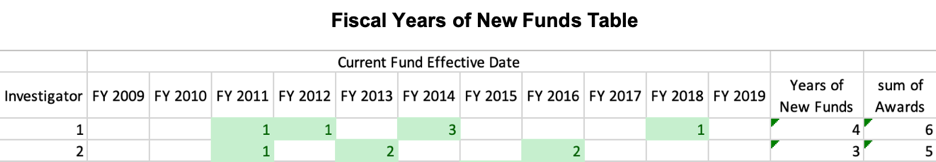 Fiscal Years of New Funds Table
Current Fund Effective Date
Investigator FY 2009 FY 2010 FY 2011 FY 2012 FY 2013 FY 2014 FY 2015 FY 2016 FY 2017 FY 2018 FY 2019 Years of New Funds sum of Awards
1 1 1 3 1 4 6
2 1 2 2 3 5